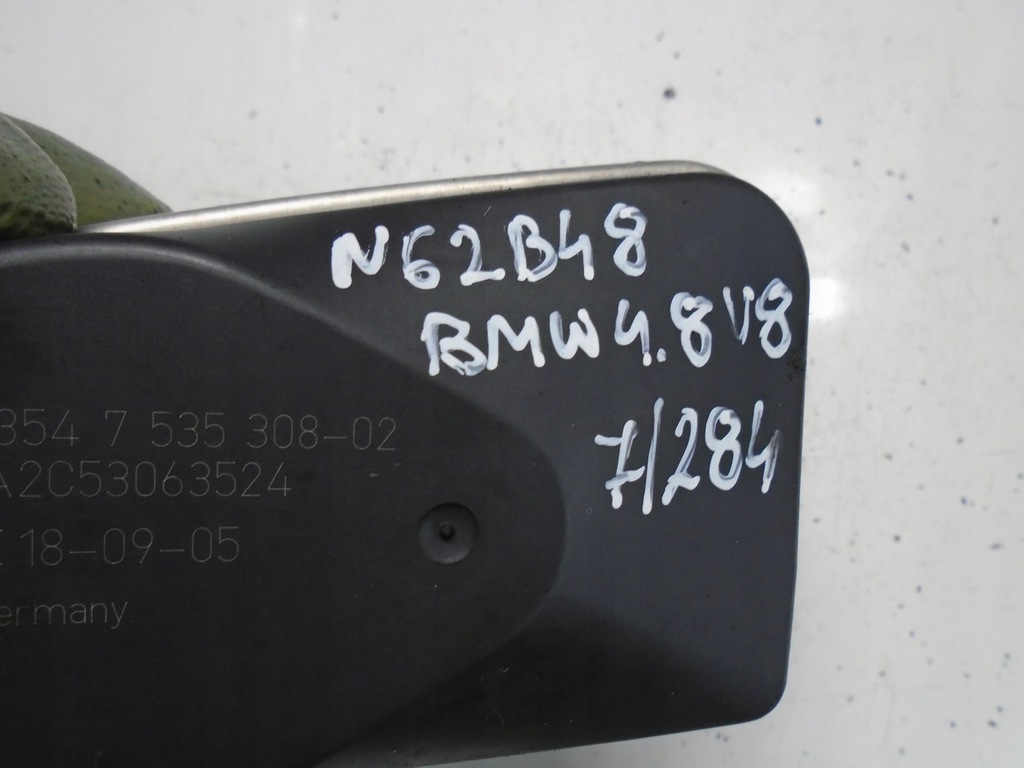 N62B48
BMW 4.8 V8
7/284
354 7 535 308-02
A2C53063524
18-09-05
ermany